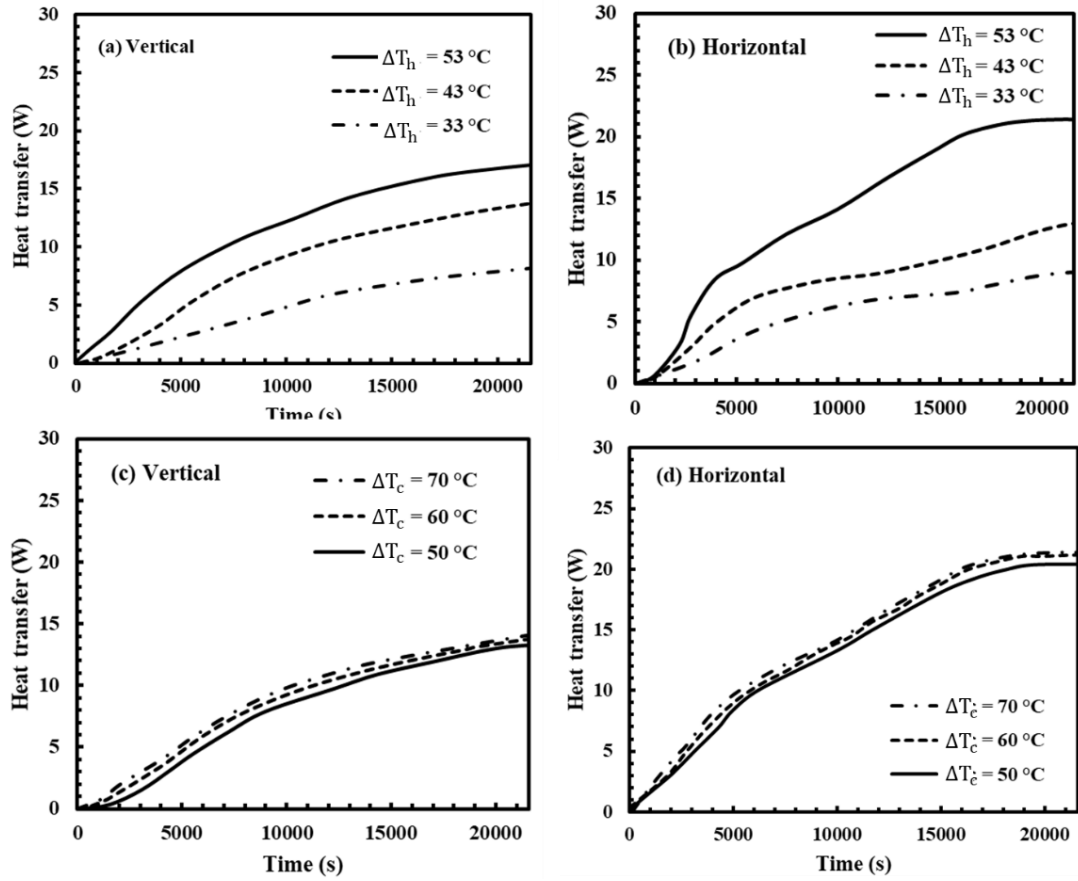 (a) Vertical
ΔTh = 53 °C
ΔTh = 43 °C
ΔTh = 33 °C
Heat transfer (W)
30
25
20
15
10
5
0
0 5000 10000 15000 20000
Time (s)
(b) Horizontal
ΔTh = 53 °C
ΔTh = 43 °C
ΔTh = 33 °C
Heat transfer (W)
30
25
20
15
10
5
0
0 5000 10000 15000 20000
Time (s)
(c) Vertical
ΔTc = 70 °C
ΔTc = 60 °C
ΔTc = 50 °C
Heat transfer (W)
30
25
20
15
10
5
0
0 5000 10000 15000 20000
Time (s)
(d) Horizontal
Heat transfer (W)
30
25
20
15
10
5
0
ΔTc = 70 °C
ΔTc = 60 °C
ΔTc = 50 °C
0 5000 10000 15000 20000
Time (s)